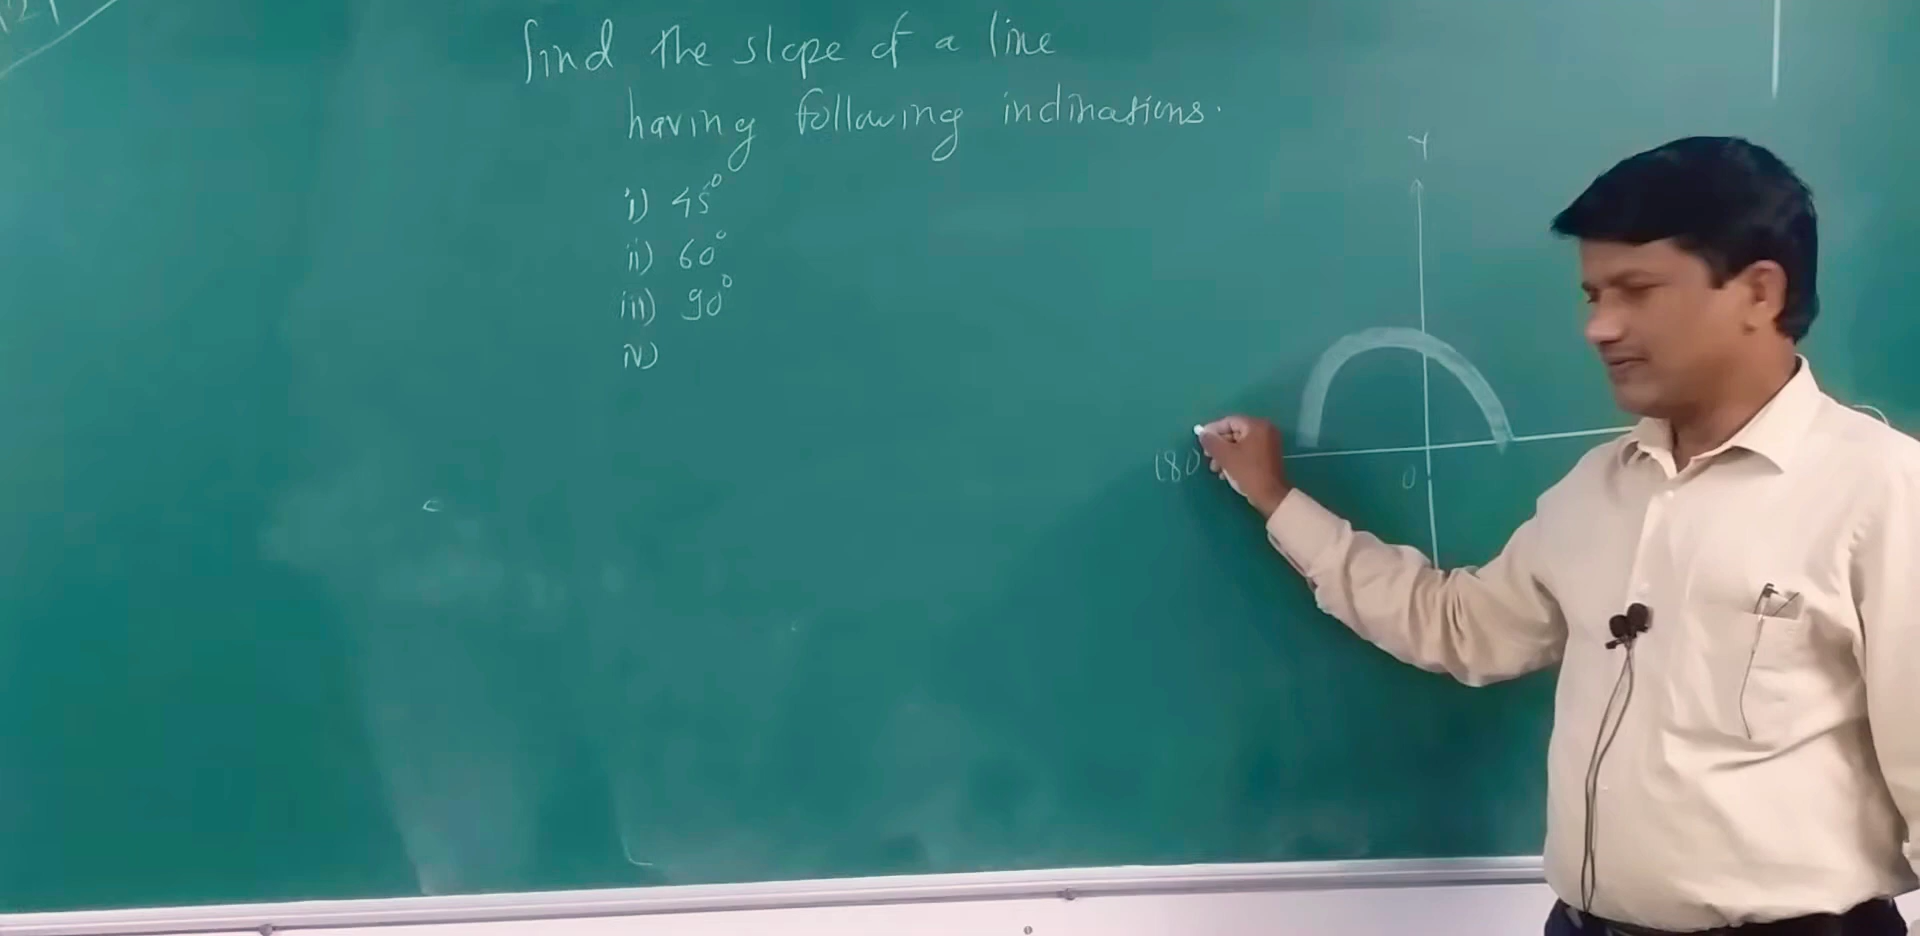 find the slope of a line
having following inclinations.
i) 45°
ii) 60°
iii) 90°
iv)
Y
180
0